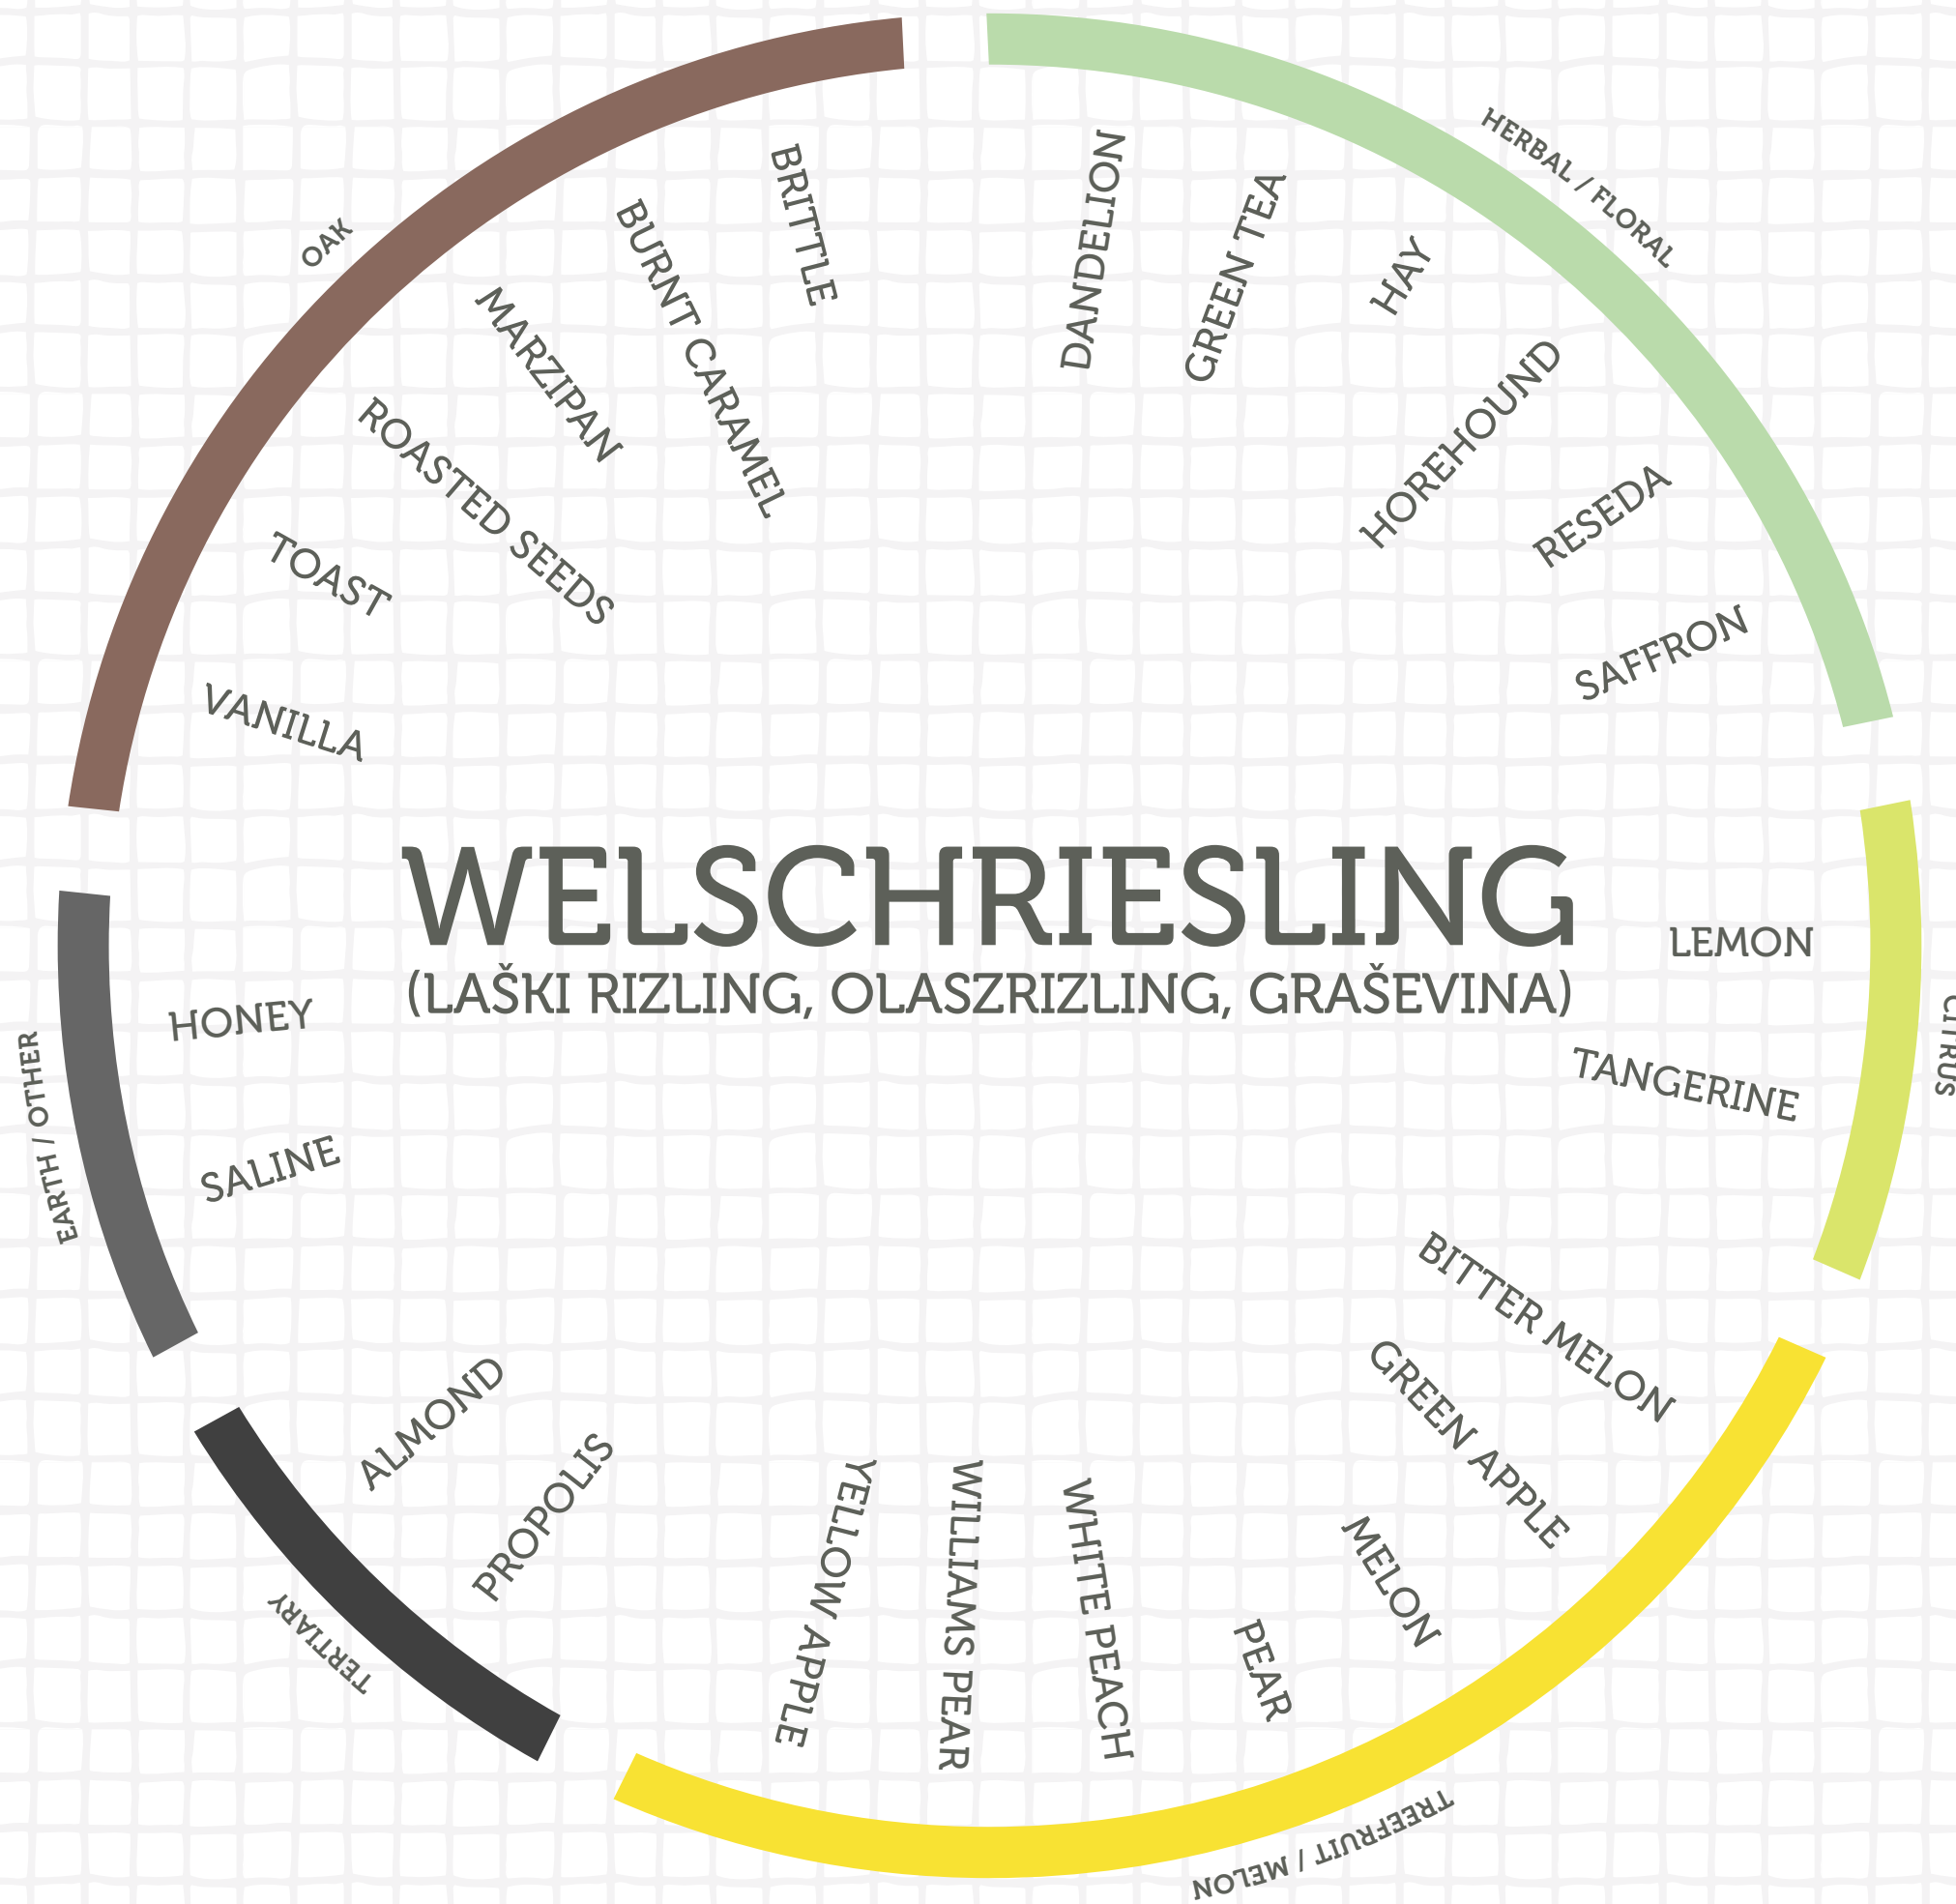 HERBAL / FLORAL
DANDELION
GREEN TEA
HAY
HOREHOUND
RESEDA
SAFFRON
CITRUS
LEMON
TANGERINE
TREEFRUIT / MELON
BITTER MELON
GREEN APPLE
MELON
PEAR
WHITE PEACH
WILLIAMS PEAR
YELLOW APPLE
TERTIARY
PROPOLIS
ALMOND
EARTH / OTHER
SALINE
HONEY
OAK
VANILLA
TOAST
ROASTED SEEDS
MARZIPAN
BURNT CARAMEL
BRITTLE
WELSCHRIESLING
(LAŠKI RIZLING, OLASZRIZLING, GRAŠEVINA)